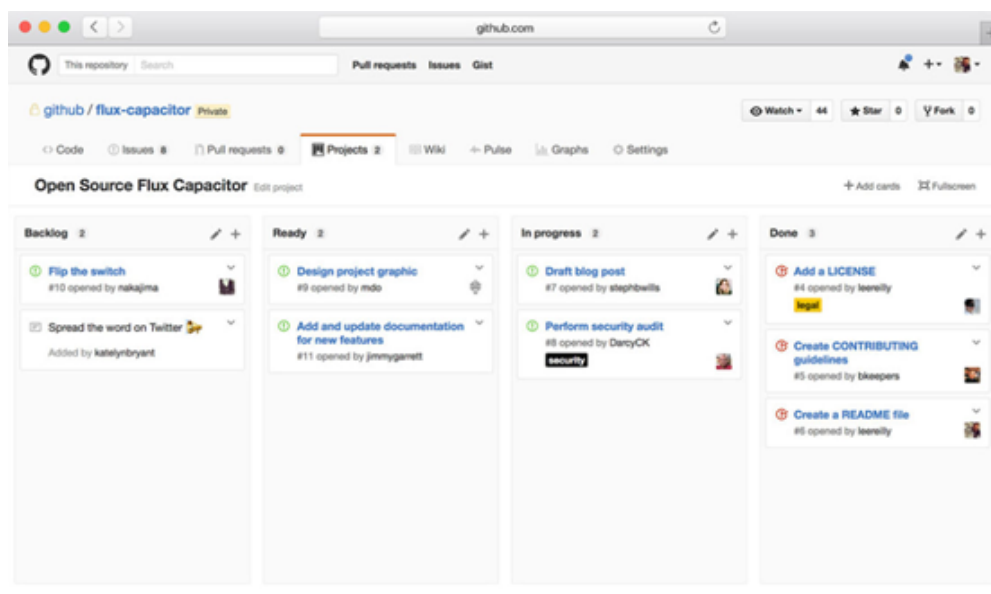 github.com
This repository Search Pull requests Issues Gist
github / flux-capacitor Private
Watch 44 Star 0 Fork 0
Code Issues 8 Pull requests 0 Projects 2 Wiki Pulse Graphs Settings
Open Source Flux Capacitor Edit project
+ Add cards Fullscreen
Backlog 2
Flip the switch
#10 opened by nakajima
Spread the word on Twitter
Added by katelynbryant
Ready 2
Design project graphic
#9 opened by mdo
Add and update documentation
for new features
#11 opened by jimmygarrett
In progress 2
Draft blog post
#7 opened by stephbwills
Perform security audit
#8 opened by DarcyCK
security
Done 3
Add a LICENSE
#4 opened by leereilly
legal
Create CONTRIBUTING
guidelines
#5 opened by bkeepers
Create a README file
#6 opened by leereilly